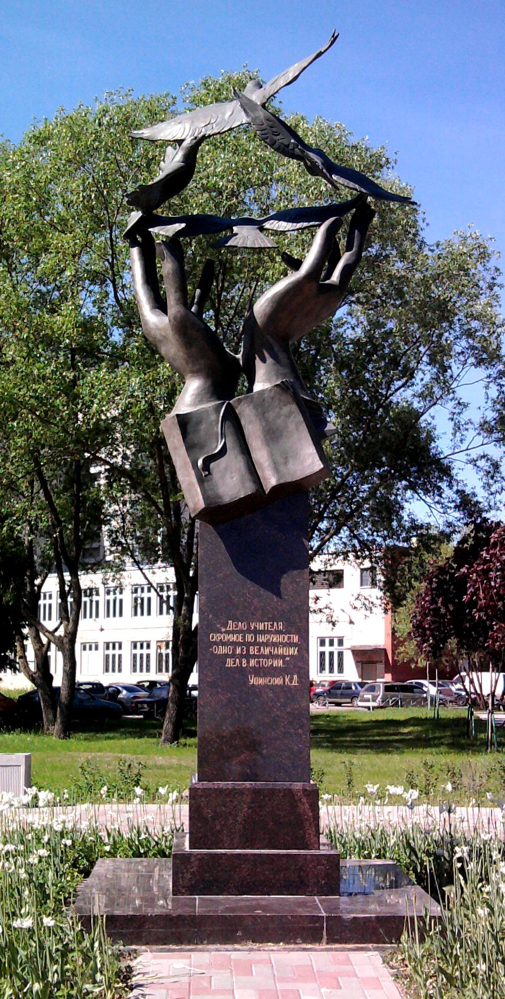 „Дело учителя,
скромное по наружности,
-одно из величайших
дел в истории..."
Ушинский К.Д.